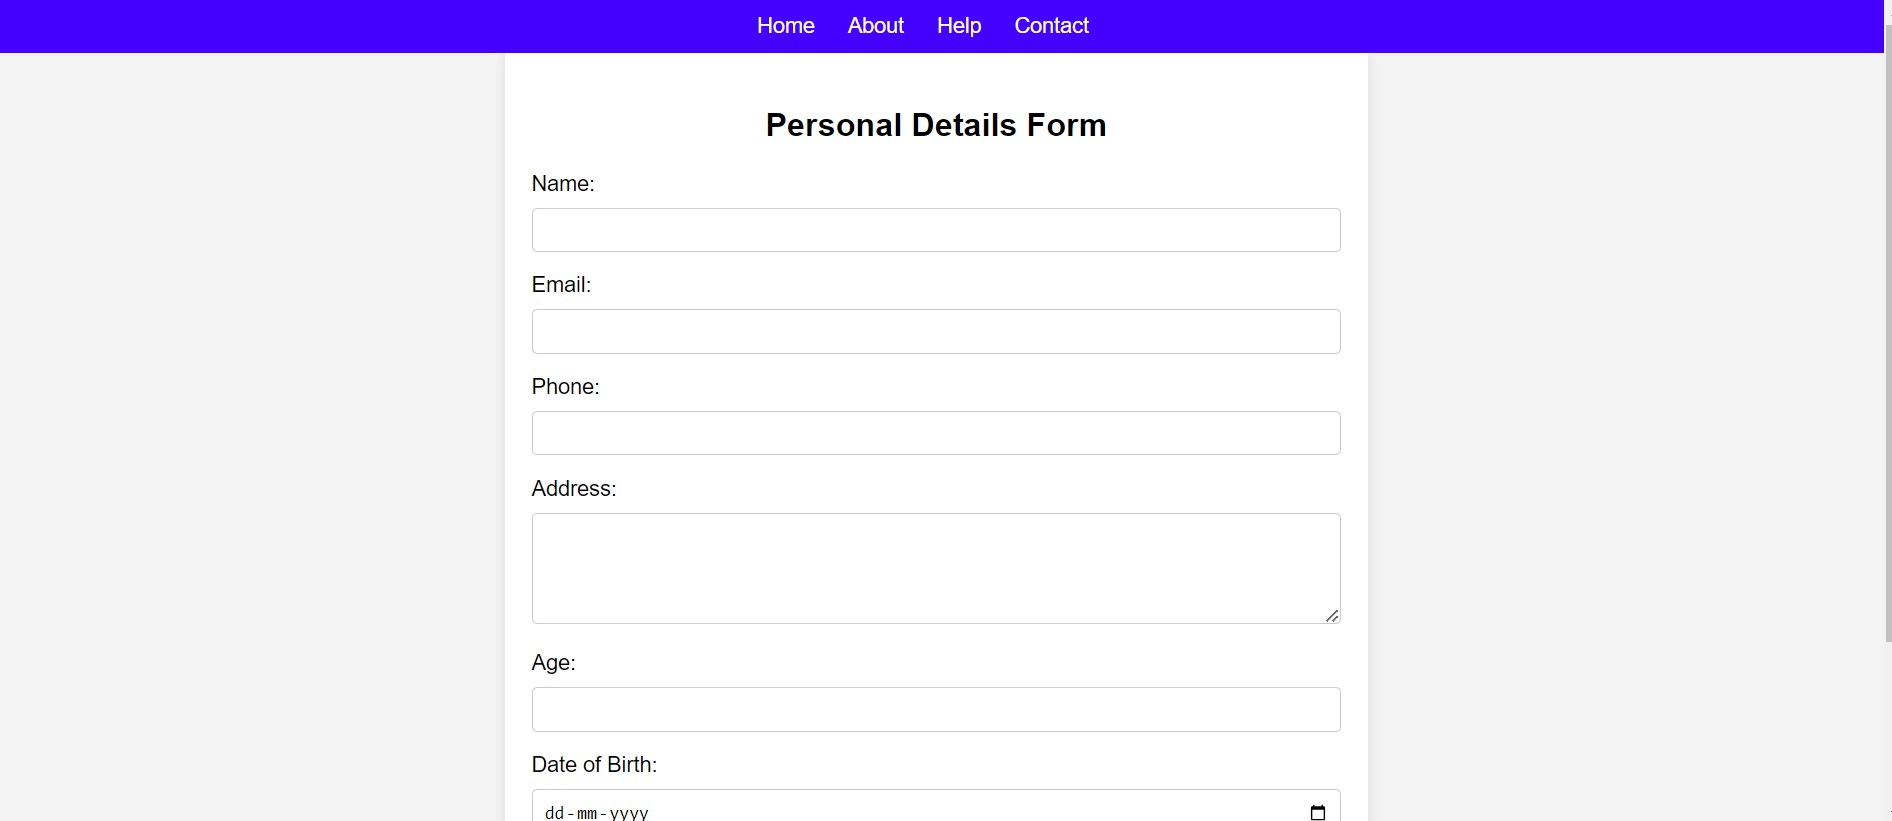 Home About Help Contact
Personal Details Form
Name:
Email:
Phone:
Address:
Age:
Date of Birth:
dd-mm-yyyy